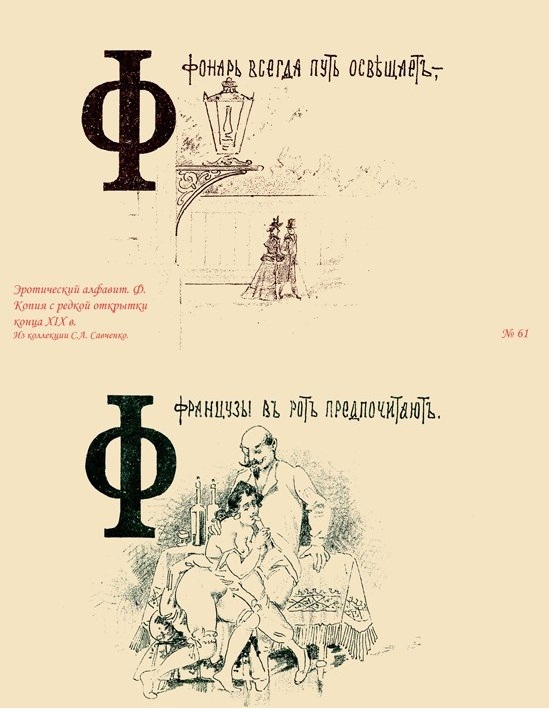 Ф
Фонарь всегда путь освѣщаетъ,–
Эротический алфавит. Ф.
Копия с редкой открытки
конца XIX в.
Из коллекции С.А. Савченко.
№ 61
Ф
Французы въ ротъ предпочитаютъ.